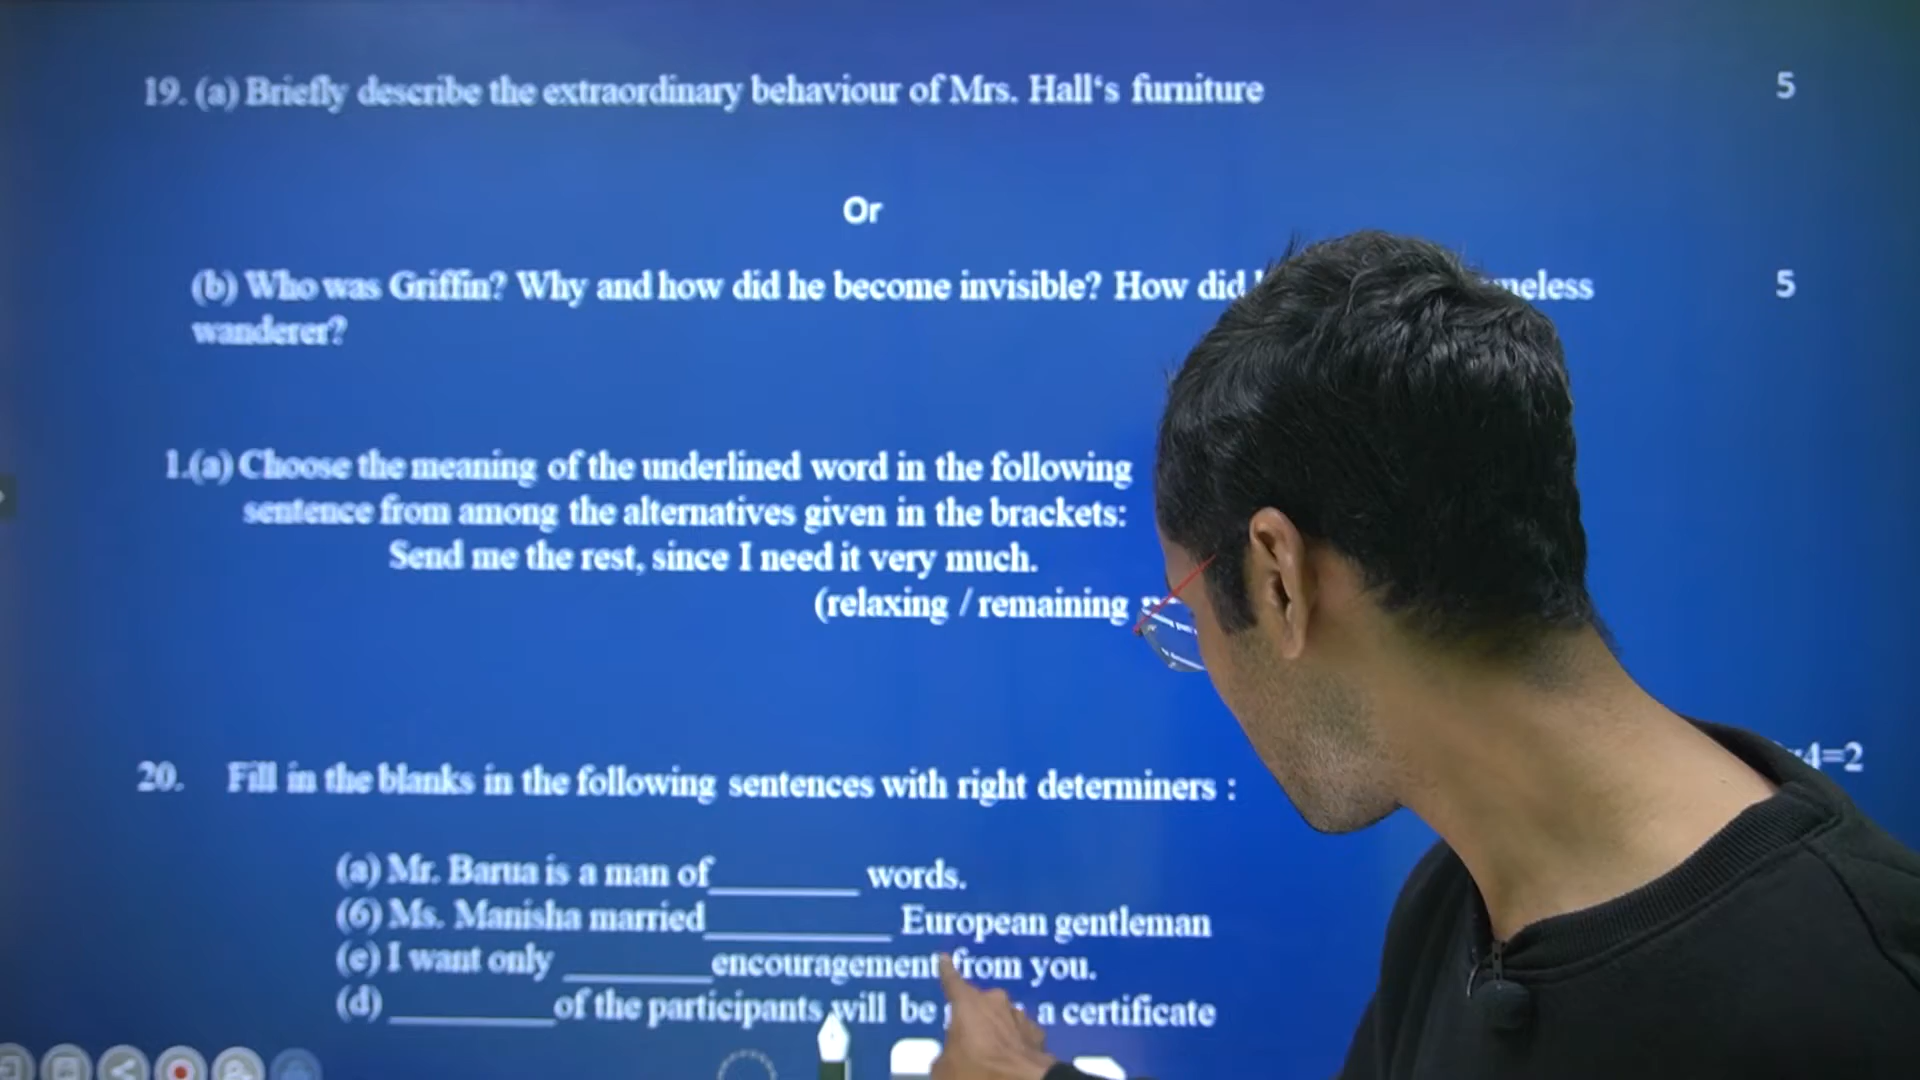 19. (a) Briefly describe the extraordinary behaviour of Mrs. Hall‘s furniture 5
Or
(b) Who was Griffin? Why and how did he become invisible? How did 5
wanderer?
1.(a) Choose the meaning of the underlined word in the following
sentence from among the alternatives given in the brackets:
Send me the rest, since I need it very much.
(relaxing / remaining
4=2
20. Fill in the blanks in the following sentences with right determiners :
(a) Mr. Barua is a man of________ words.
(6) Ms. Manisha married__________ European gentleman
(e) I want only ________encouragement from you.
(d) _________of the participants will be a certificate